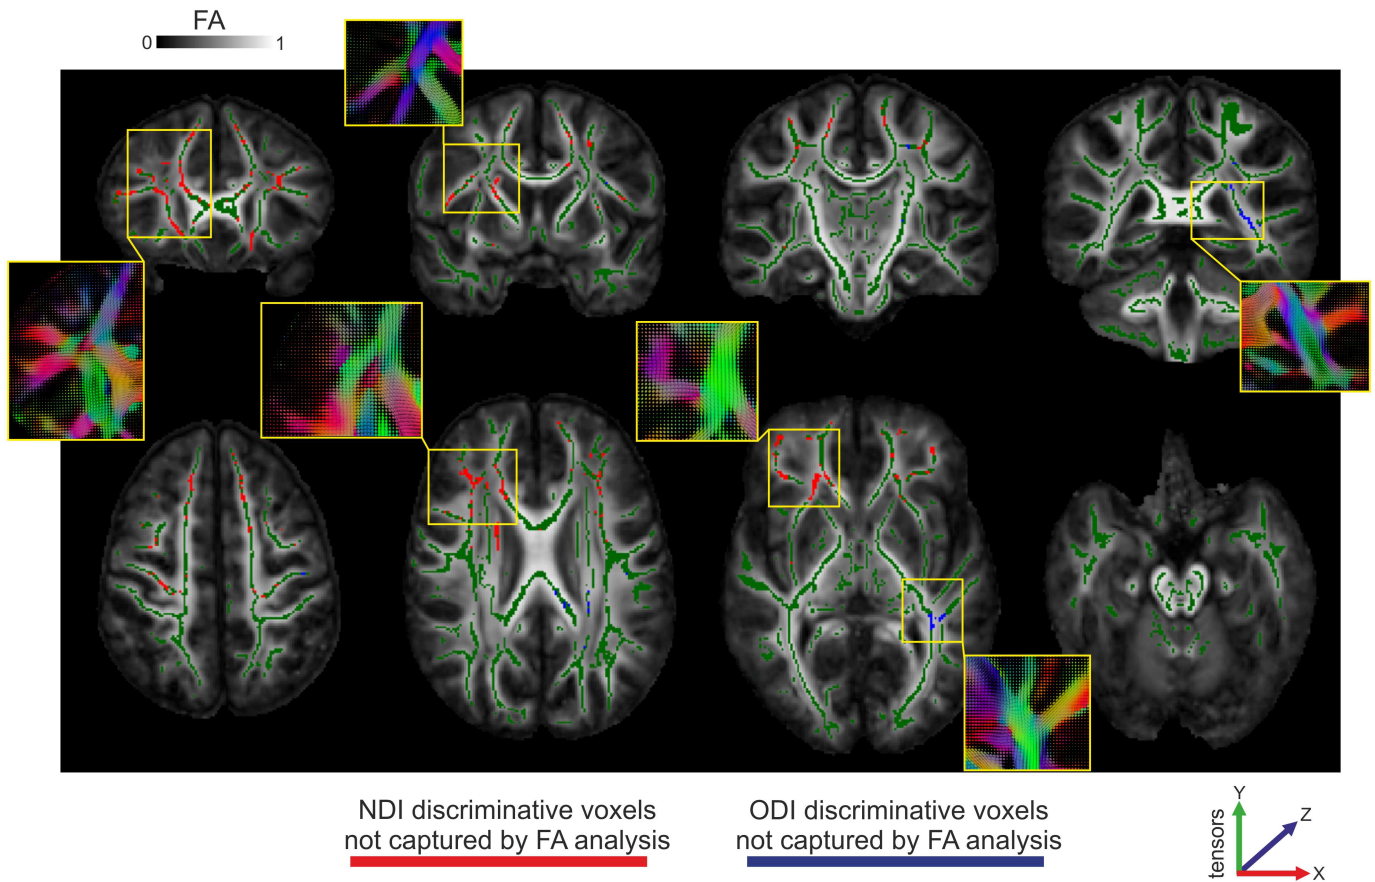 FA
0 1
NDI discriminative voxels
not captured by FA analysis
ODI discriminative voxels
not captured by FA analysis
tensors
Y
Z
X